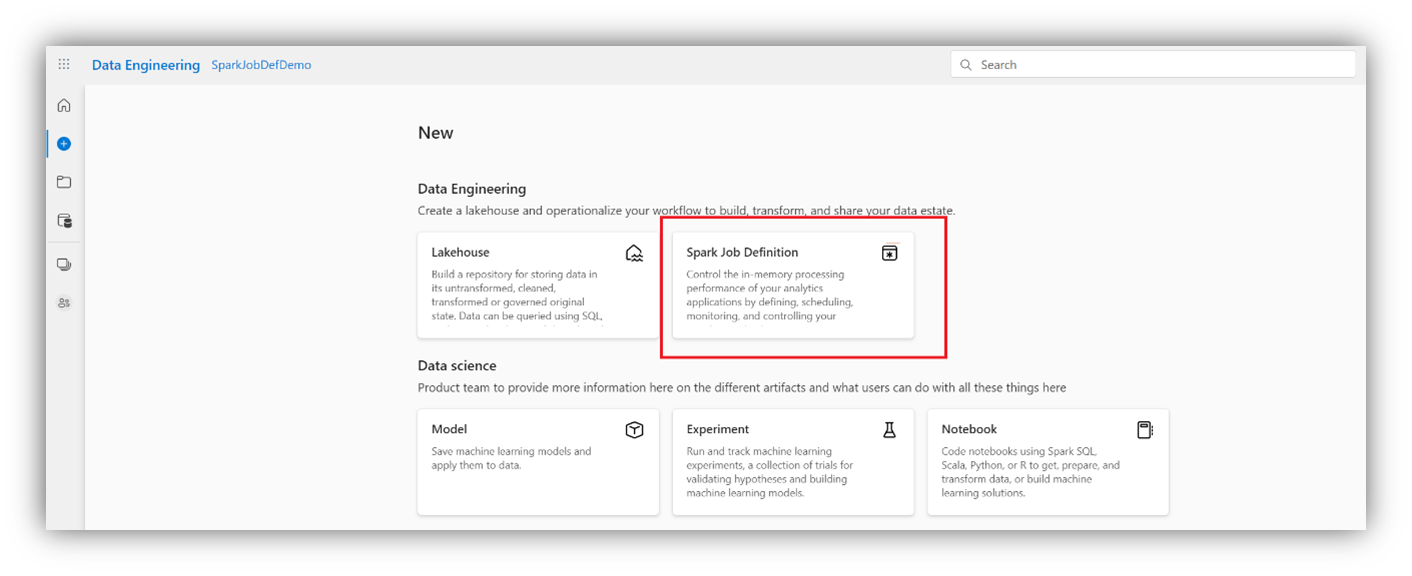 Data Engineering SparkJobDefDemo
Search
New
Data Engineering
Create a lakehouse and operationalize your workflow to build, transform, and share your data estate.
Lakehouse
Build a repository for storing data in
its untransformed, cleaned,
transformed or governed original
state. Data can be queried using SQL,
Spark Job Definition
Control the in-memory processing
performance of your analytics
applications by defining, scheduling,
monitoring, and controlling your
Data science
Product team to provide more information here on the different artifacts and what users can do with all these things here
Model
Save machine learning models and
apply them to data.
Experiment
Run and track machine learning
experiments, a collection of trials for
validating hypotheses and building
machine learning models.
Notebook
Code notebooks using Spark SQL,
Scala, Python, or R to get, prepare, and
transform data, or build machine
learning solutions.